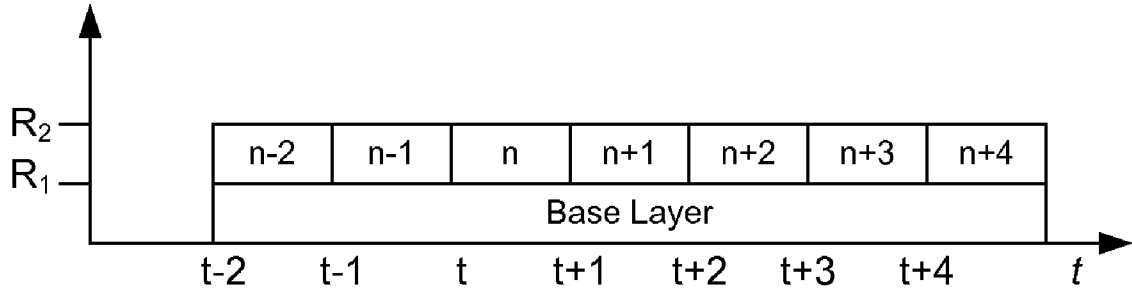 R₂
n-2 n-1 n n+1 n+2 n+3 n+4
R₁
Base Layer
t-2 t-1 t t+1 t+2 t+3 t+4 t